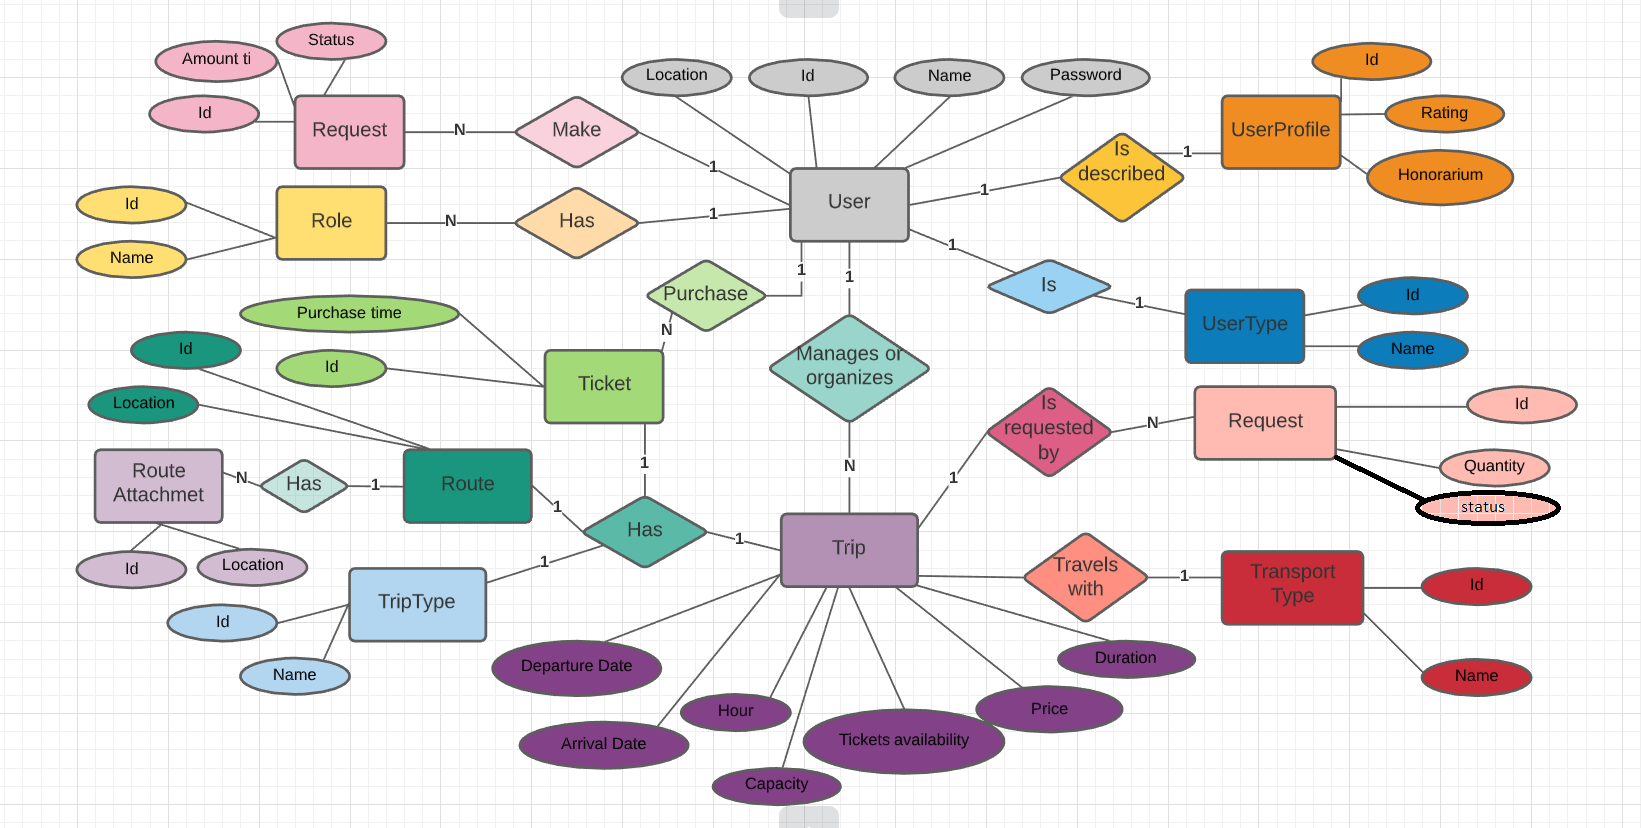 Status
Amount ti
Id
Request
N
Make
1
Location
Id
Name
Password
User
Is
described
1
1
UserProfile
Id
Rating
Honorarium
Id
Name
Role
N
Has
1
Purchase
1
N
1
Manages or
organizes
N
1
Is
1
UserType
Id
Name
Purchase time
Id
Ticket
1
Id
Location
Route
Route
Attachmet
N
Has
1
1
Has
1
1
Id
Location
TripType
Id
Name
Trip
1
Is
requested
by
N
Request
Id
Quantity
status
Travels
with
1
Transport
Type
Id
Name
Departure Date
Arrival Date
Hour
Capacity
Tickets availability
Price
Duration